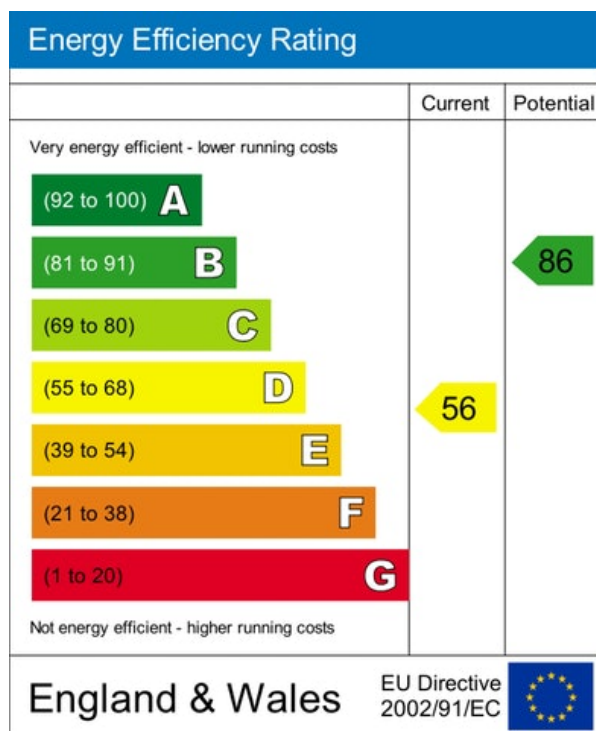 Energy Efficiency Rating
Current Potential
Very energy efficient - lower running costs
(92 to 100) A
(81 to 91) B
86
(69 to 80) C
(55 to 68) D
56
(39 to 54) E
(21 to 38) F
(1 to 20) G
Not energy efficient - higher running costs
England & Wales
EU Directive
2002/91/EC